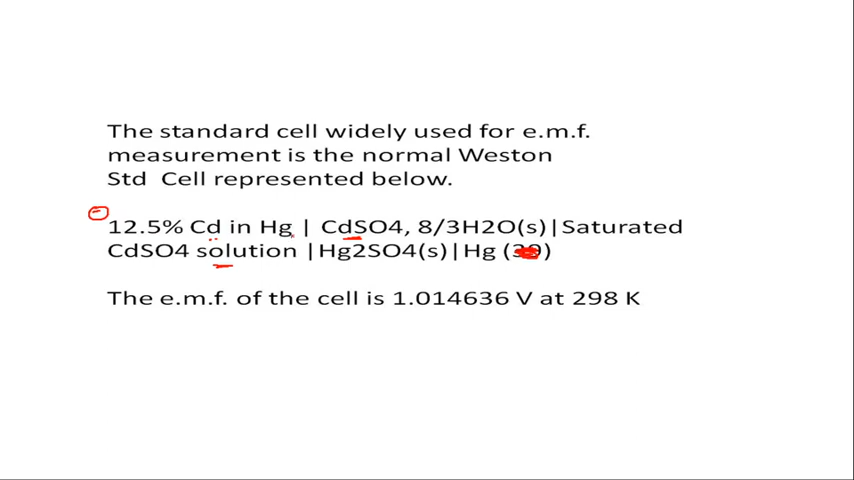 The standard cell widely used for e.m.f.
measurement is the normal Weston
Std Cell represented below.
12.5% Cd in Hg | CdSO4, 8/3H2O(s)|Saturated
CdSO4 solution |Hg2SO4(s)|Hg ( )
The e.m.f. of the cell is 1.014636 V at 298 K